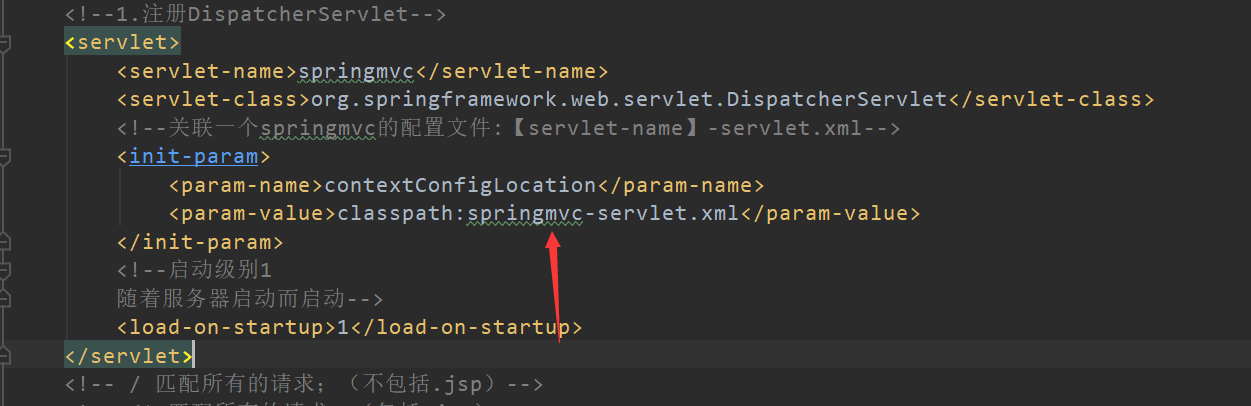 <!--1.注册DispatcherServlet-->
<servlet>
<servlet-name>springmvc</servlet-name>
<servlet-class>org.springframework.web.servlet.DispatcherServlet</servlet-class>
<!--关联一个springmvc的配置文件:【servlet-name】-servlet.xml-->
<init-param>
<param-name>contextConfigLocation</param-name>
<param-value>classpath:springmvc-servlet.xml</param-value>
</init-param>
<!--启动级别1
随着服务器启动而启动-->
<load-on-startup>1</load-on-startup>
</servlet>
<!-- / 匹配所有的请求；（不包括.jsp）-->